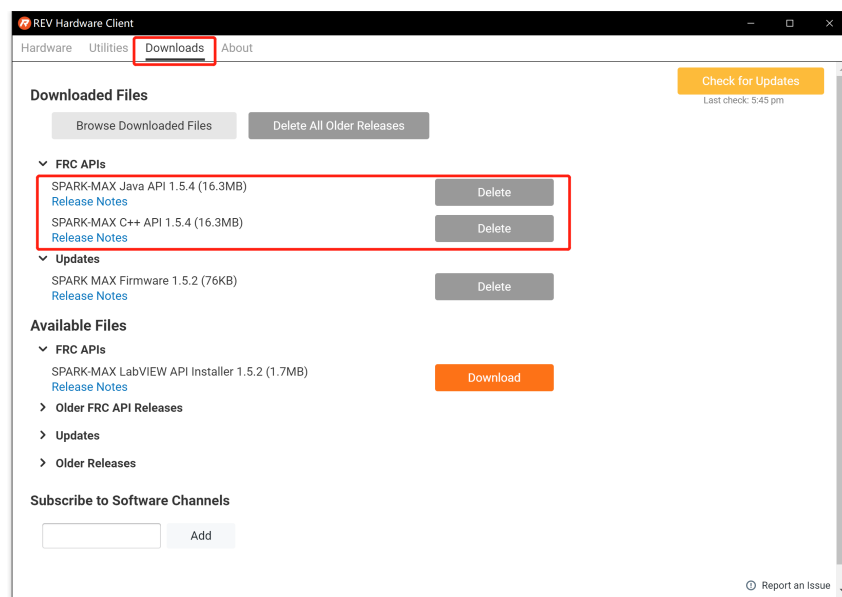 REV Hardware Client
Hardware Utilities Downloads About
Check for Updates
Last check: 5:45 pm
Downloaded Files
Browse Downloaded Files Delete All Older Releases
FRC APIs
SPARK-MAX Java API 1.5.4 (16.3MB) Delete
Release Notes
SPARK-MAX C++ API 1.5.4 (16.3MB) Delete
Release Notes
Updates
SPARK MAX Firmware 1.5.2 (76KB) Delete
Release Notes
Available Files
FRC APIs
SPARK-MAX LabVIEW API Installer 1.5.2 (1.7MB) Download
Release Notes
Older FRC API Releases
Updates
Older Releases
Subscribe to Software Channels
Add
Report an Issue